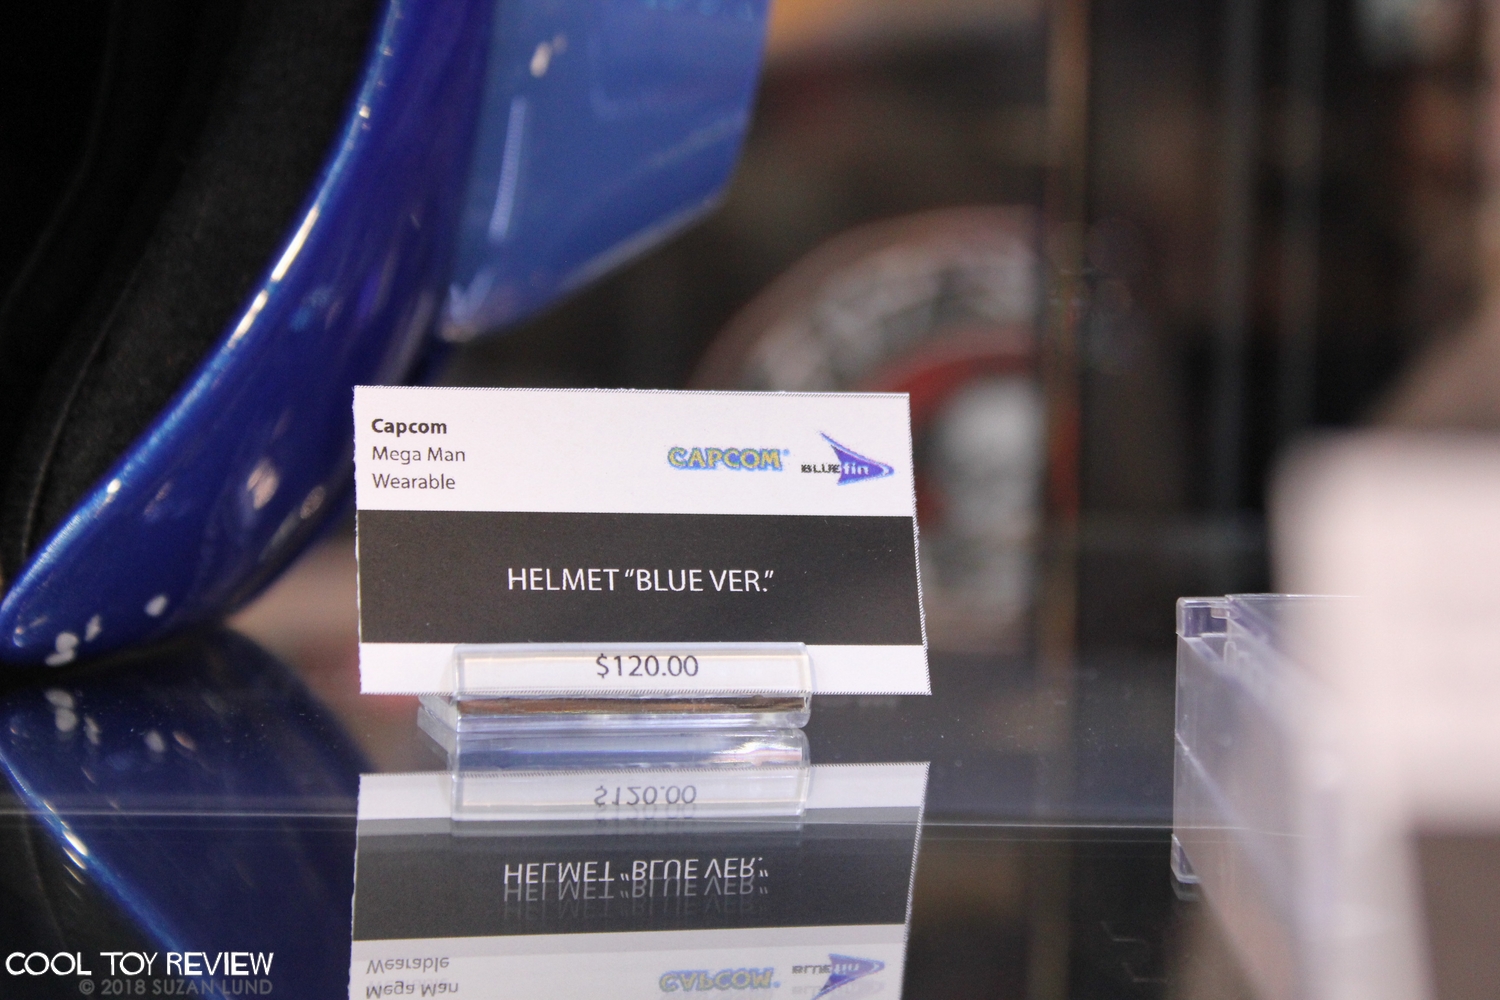 Capcom
Mega Man
Wearable
CAPCOM
BLUEfin
HELMET “BLUE VER.”
$120.00
$120.00
HELMET “BLUE VER.”
Wearable
Mega Man
CAPCOM
BLUEfin
COOL TOY REVIEW
© 2018 SUZAN LUND